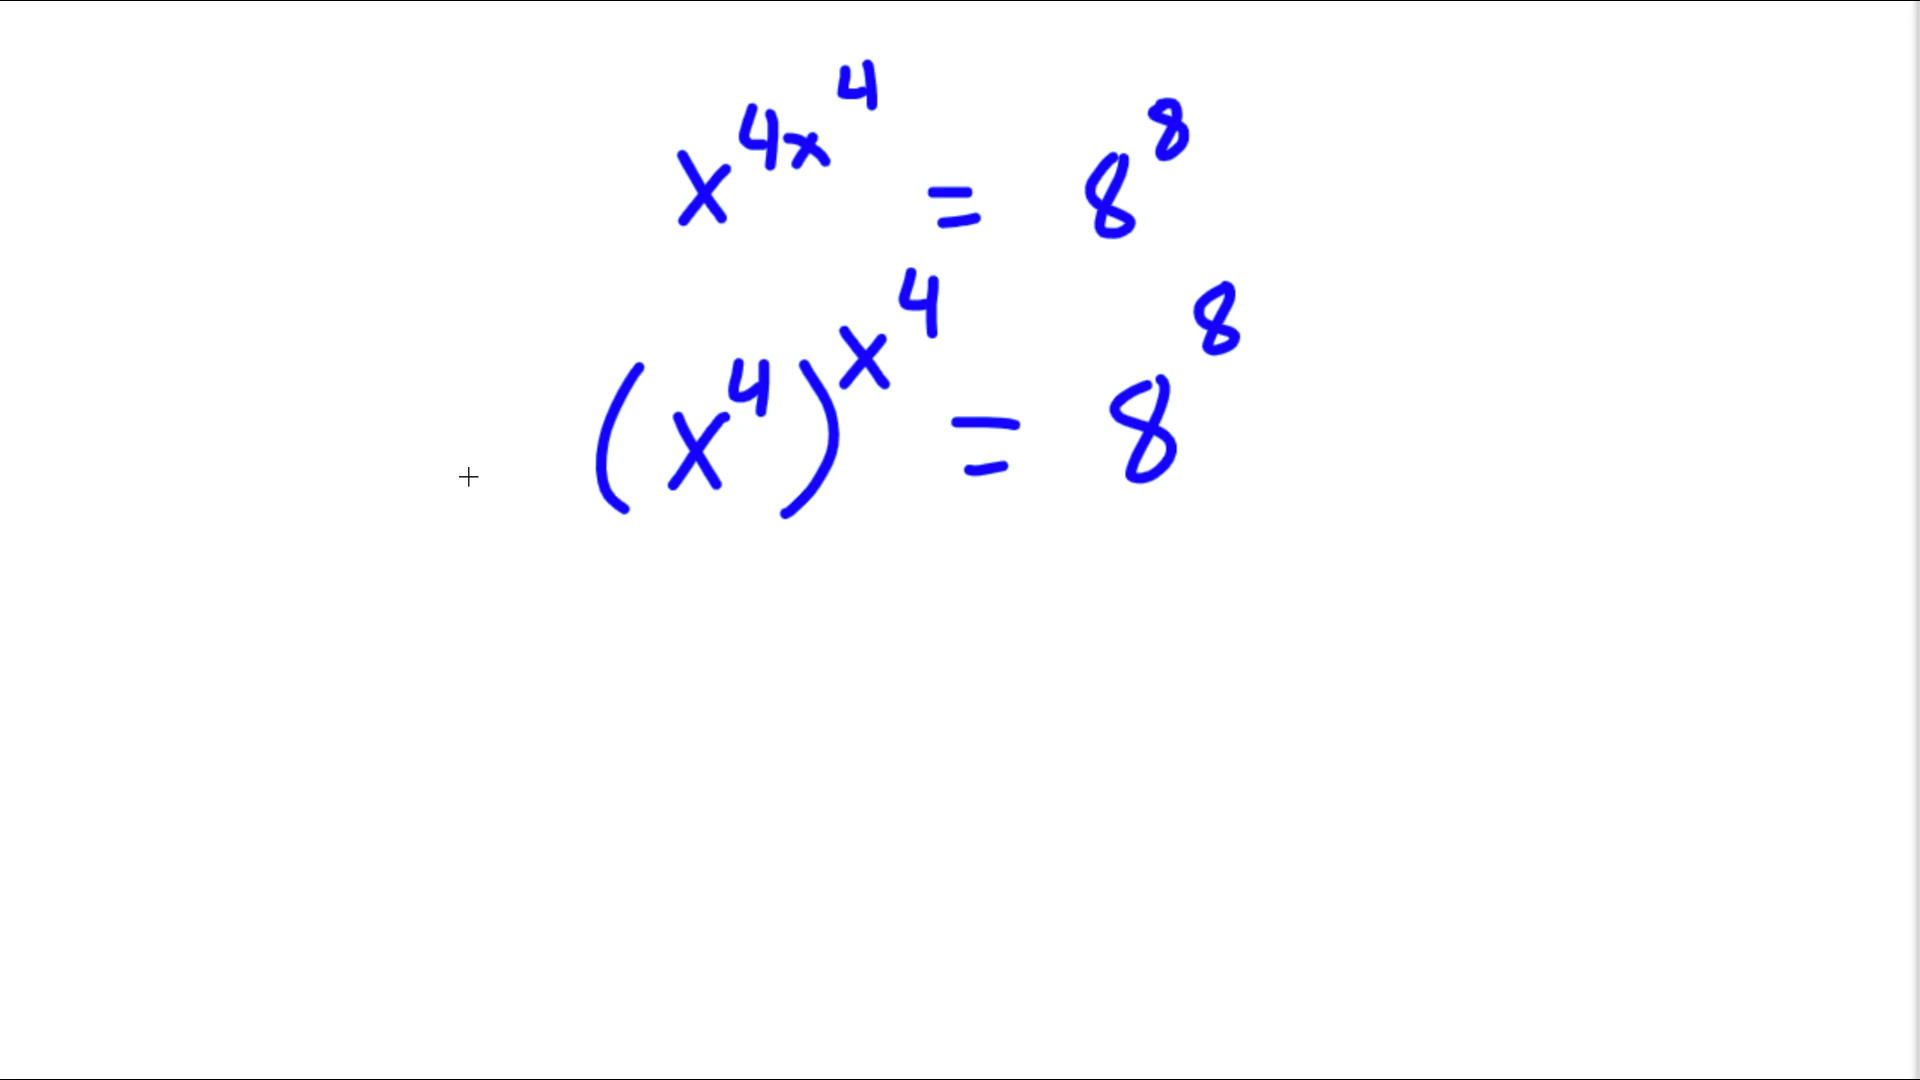 x^{4x^4} = 8^8
(x^4)^{x^4} = 8^8